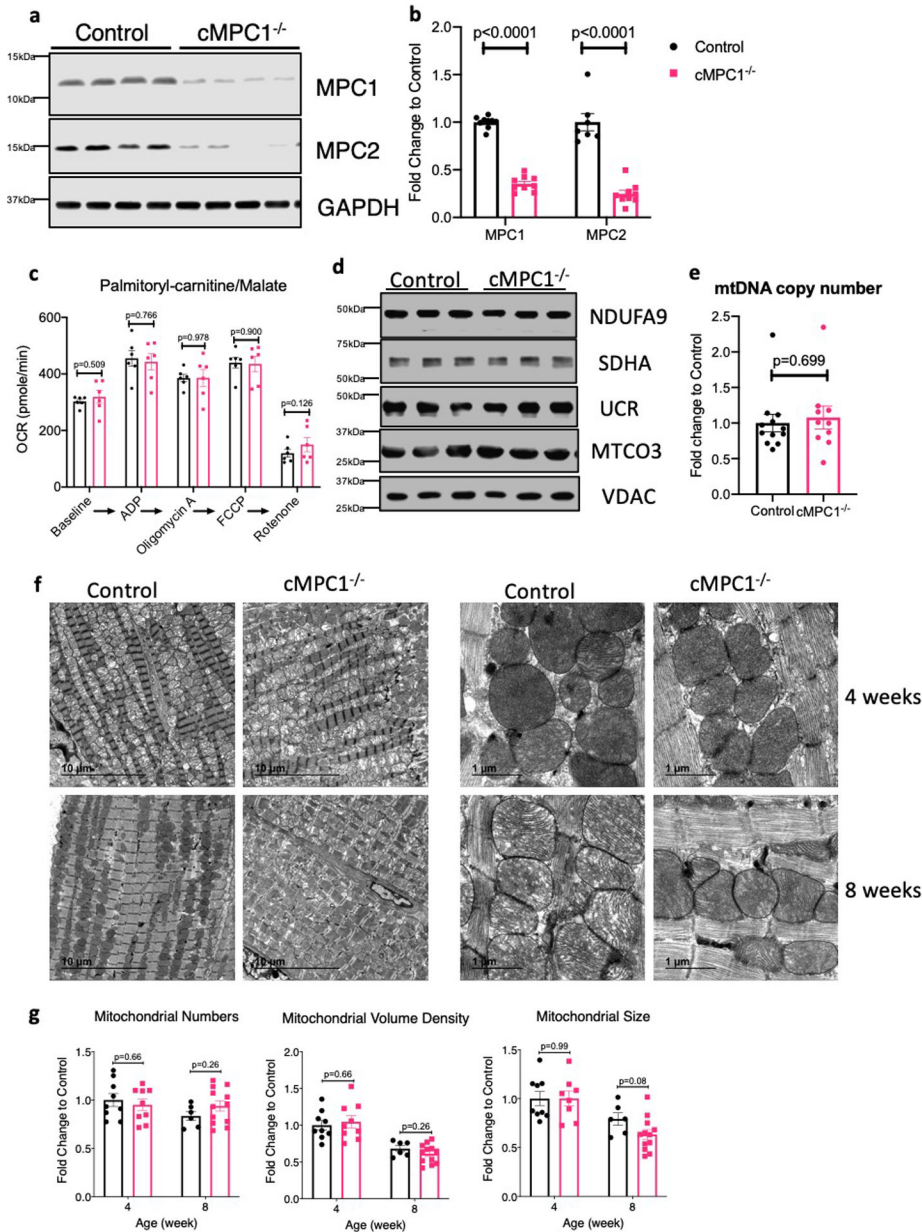 a
Control
cMPC1-/-
15kDa
10kDa
MPC1
15kDa
MPC2
37kDa
GAPDH
b
p<0.0001
p<0.0001
Control
cMPC1-/-
Fold Change to Control
2.0
1.5
1.0
0.5
0.0
MPC1
MPC2
c
Palmitoryl-carnitine/Malate
OCR (pmole/min)
600
400
200
0
p=0.509
p=0.766
p=0.978
p=0.900
p=0.126
Baseline
ADP
Oligomycin A
FCCP
Rotenone
d
Control
cMPC1-/-
50kDa
NDUFA9
75kDa
50kDa
SDHA
50kDa
UCR
37kDa
25kDa
MTCO3
37kDa
25kDa
VDAC
e
mtDNA copy number
Fold change to Control
2.5
2.0
1.5
1.0
0.5
0.0
p=0.699
Control
cMPC1-/-
f
Control
cMPC1-/-
Control
cMPC1-/-
10 µm
10 µm
1 µm
1 µm
4 weeks
10 µm
10 µm
1 µm
1 µm
8 weeks
g
Mitochondrial Numbers
Fold Change to Control
1.5
1.0
0.5
0.0
p=0.66
p=0.26
4
8
Age (week)
Mitochondrial Volume Density
Fold Change to Control
2.0
1.5
1.0
0.5
0.0
p=0.66
p=0.26
4
8
Age (week)
Mitochondrial Size
Fold Change to Control
1.5
1.0
0.5
0.0
p=0.99
p=0.08
4
8
Age (week)